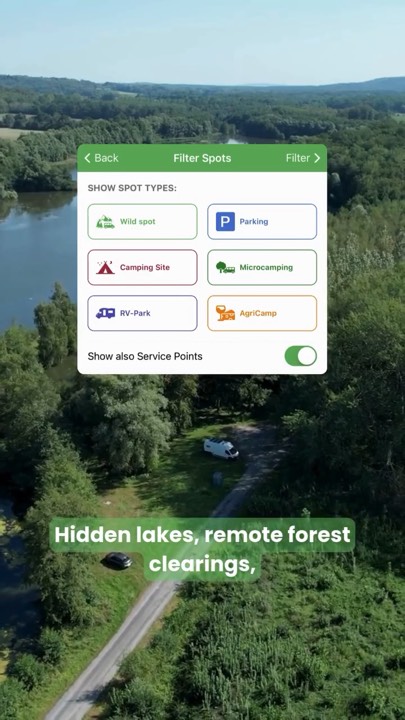 Back
Filter Spots
Filter
SHOW SPOT TYPES:
Wild spot
P Parking
Camping Site
Microcamping
RV-Park
AgriCamp
Show also Service Points
Hidden lakes, remote forest
clearings,